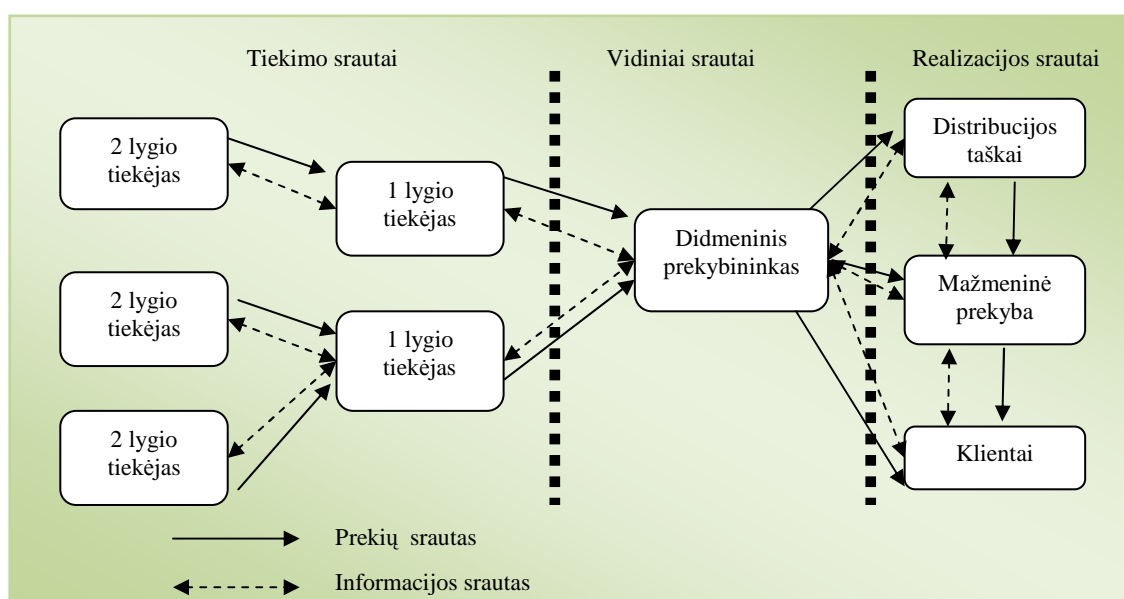 Tiekimo srautai
Vidiniai srautai
Realizacijos srautai
2 lygio
tiekėjas
1 lygio
tiekėjas
2 lygio
tiekėjas
1 lygio
tiekėjas
2 lygio
tiekėjas
Didmeninis
prekybininkas
Distribucijos
taškai
Mažmeninė
prekyba
Klientai
Prekių srautas
Informacijos srautas